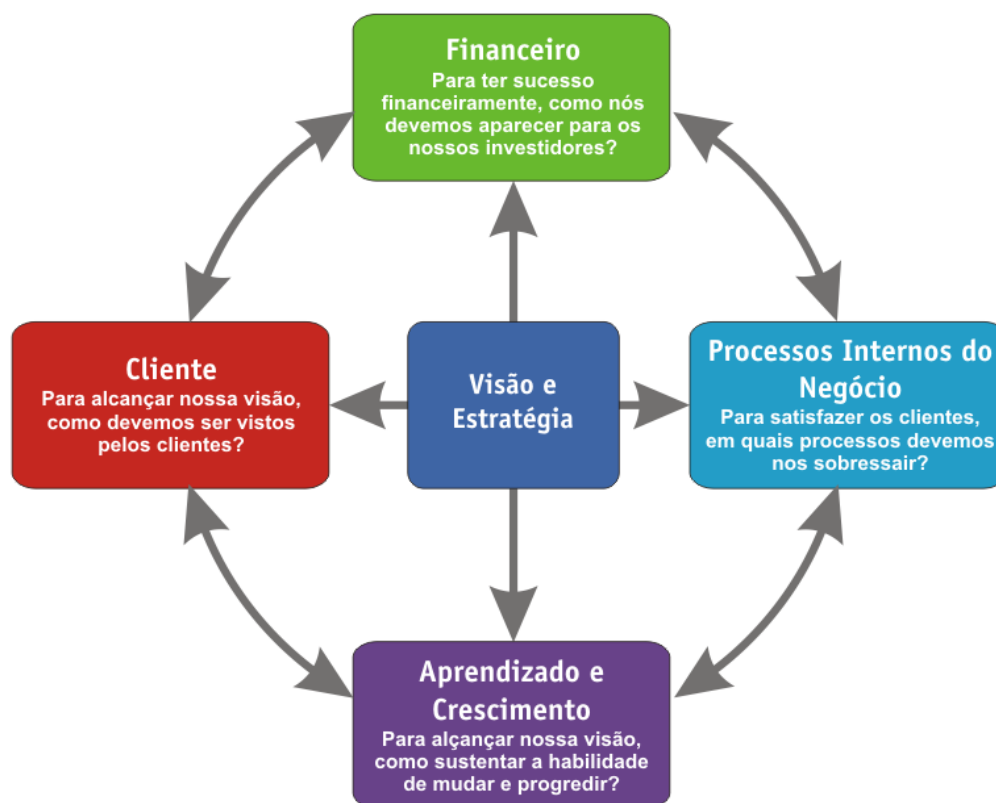 Financeiro
Para ter sucesso
financeiramente, como nós
devemos aparecer para os
nossos investidores?
Cliente
Para alcançar nossa visão,
como devemos ser vistos
pelos clientes?
Visão e
Estratégia
Processos Internos do
Negócio
Para satisfazer os clientes,
em quais processos devemos
nos sobressair?
Aprendizado e
Crescimento
Para alçançar nossa visão,
como sustentar a habilidade
de mudar e progredir?